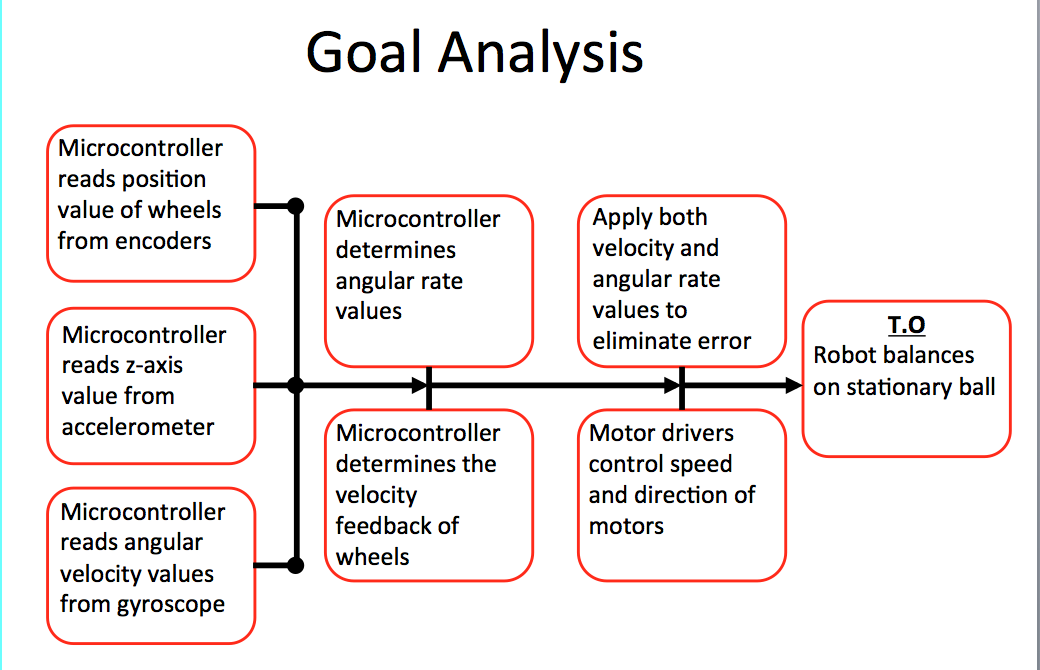 Goal Analysis
Microcontroller
reads position
value of wheels
from encoders
Microcontroller
reads z-axis
value from
accelerometer
Microcontroller
reads angular
velocity values
from gyroscope
Microcontroller
determines
angular rate
values
Microcontroller
determines the
velocity
feedback of
wheels
Apply both
velocity and
angular rate
values to
eliminate error
Motor drivers
control speed
and direction of
motors
T.O
Robot balances
on stationary ball